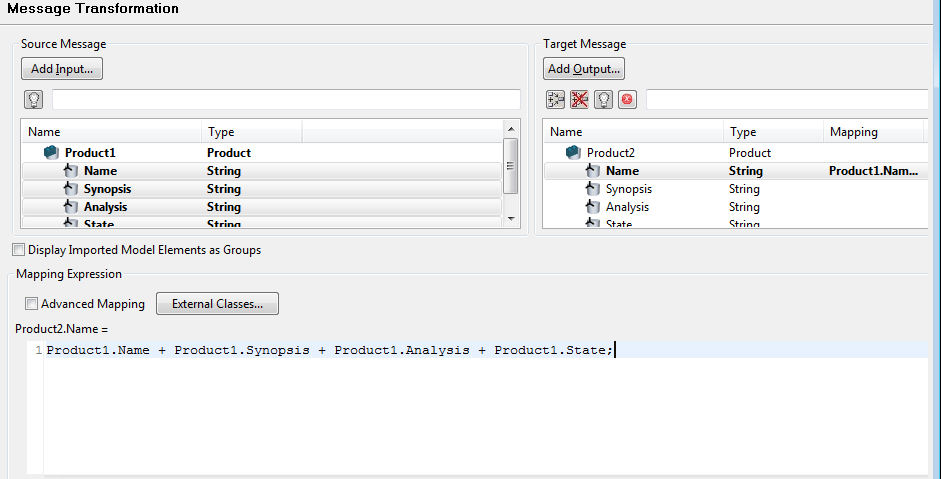 Message Transformation
Source Message
Add Input...
Name Type
Product1 Product
Name String
Synopsis String
Analysis String
State String
Target Message
Add Output...
Name Type Mapping
Product2 Product
Name String Product1.Nam...
Synopsis String
Analysis String
State String
Display Imported Model Elements as Groups
Mapping Expression
Advanced Mapping External Classes...
Product2.Name =
1 Product1.Name + Product1.Synopsis + Product1.Analysis + Product1.State;